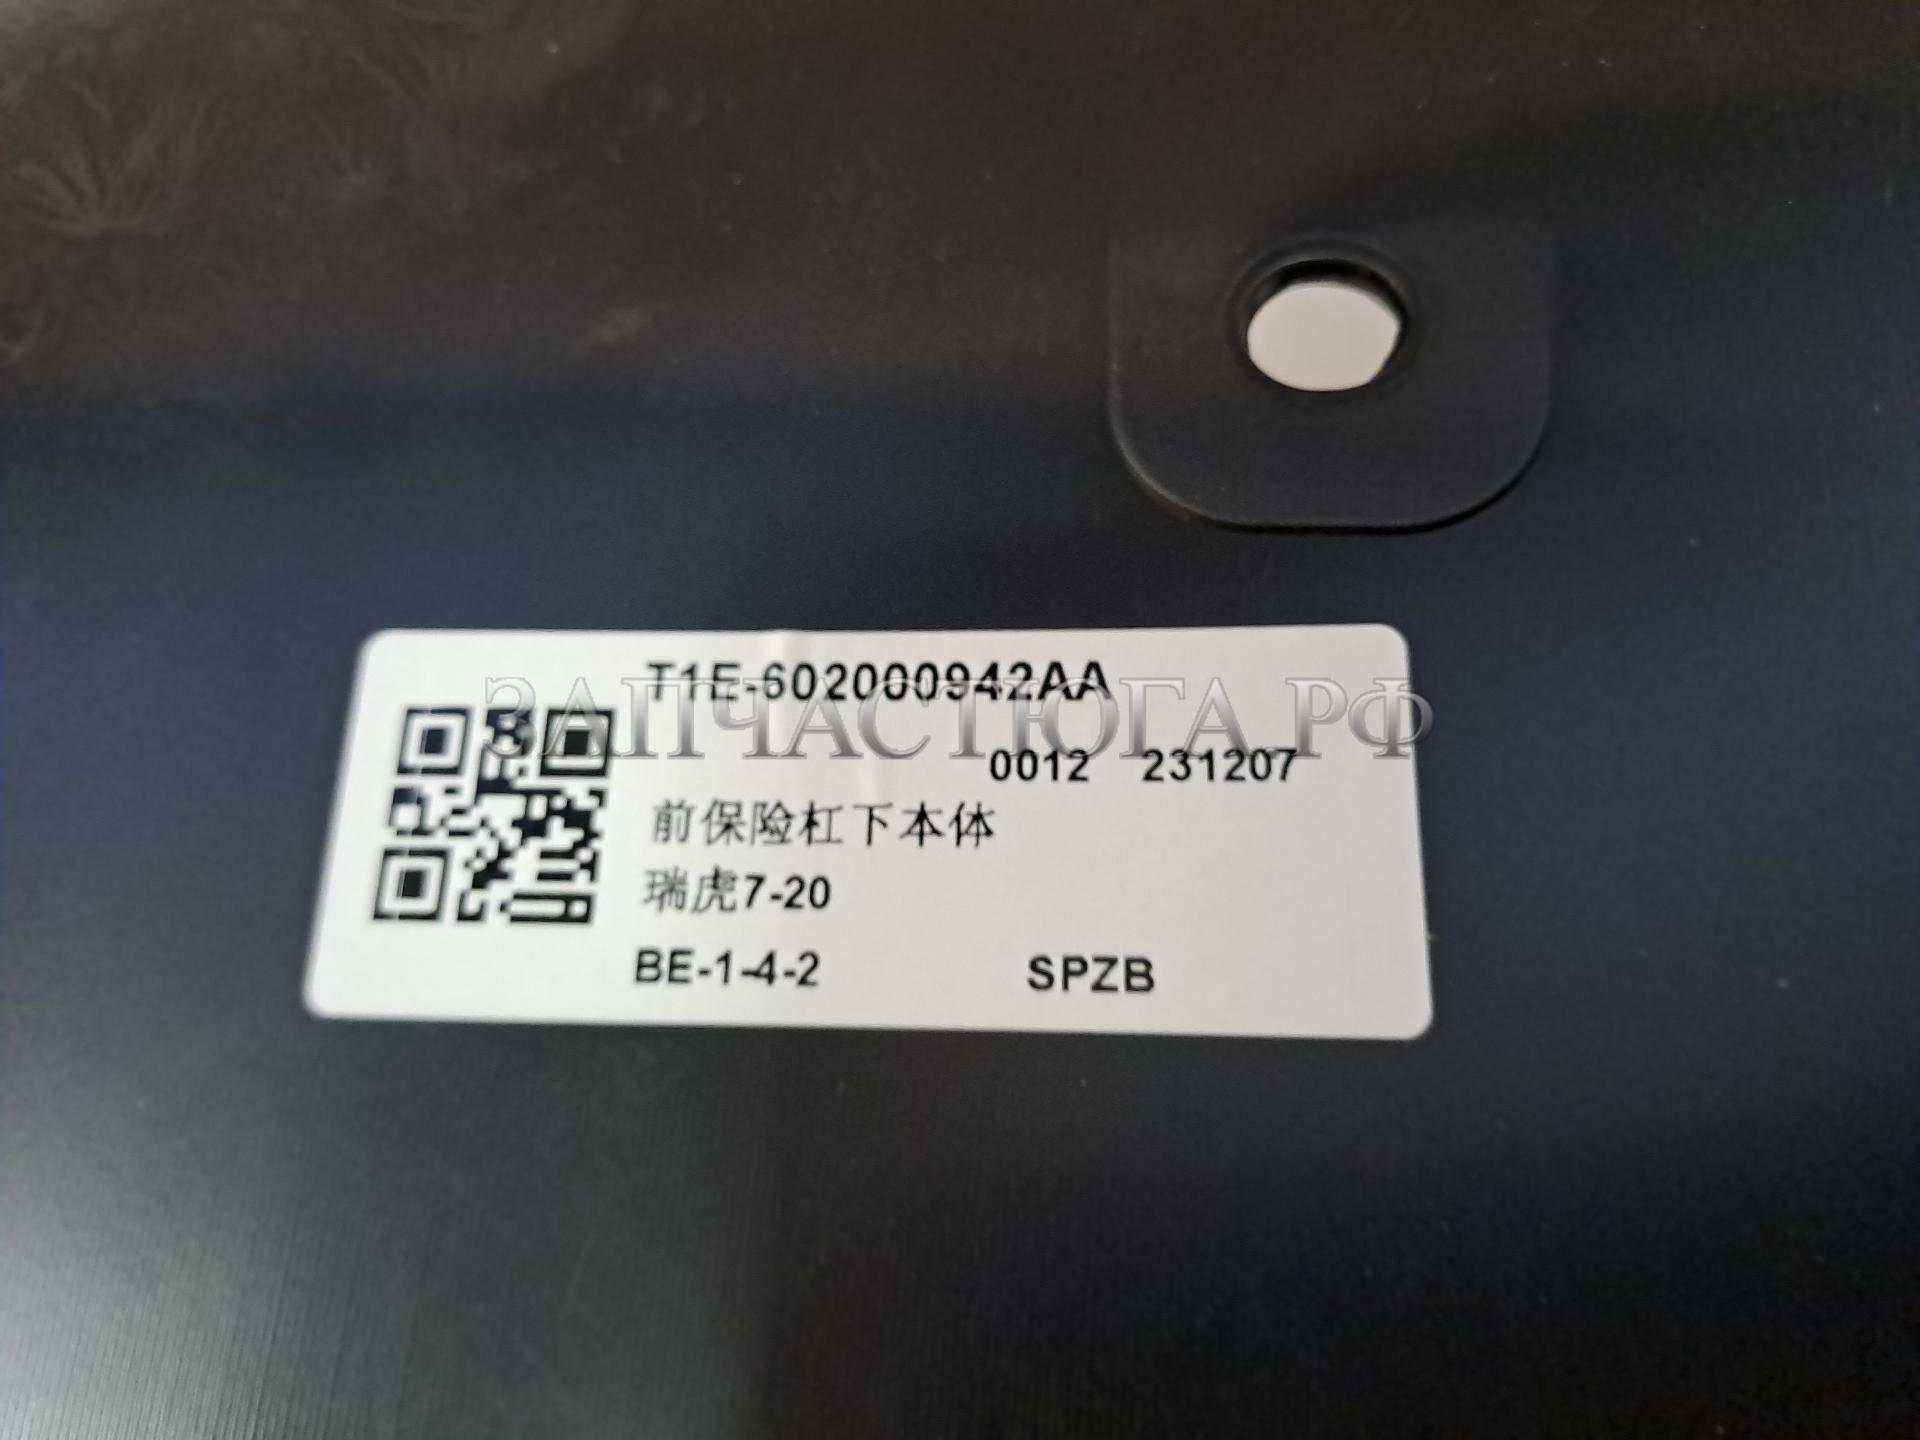 T1E-602000942AA
ЗАПЧАСТЮГА.РФ
0012 231207
前保险杠下本体
瑞虎7-20
BE-1-4-2 SPZB